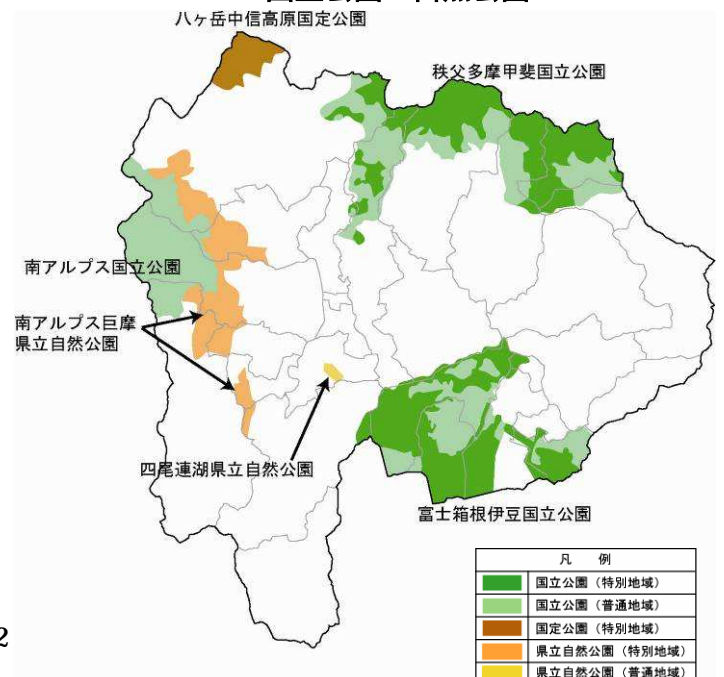 八ヶ岳中信高原国定公園
秩父多摩甲斐国立公園
南アルプス国立公園
南アルプス巨摩
県立自然公園
四尾連湖県立自然公園
富士箱根伊豆国立公園
凡 例
国立公園（特別地域）
国立公園（普通地域）
国定公園（特別地域）
県立自然公園（特別地域）
県立自然公園（普通地域）
2